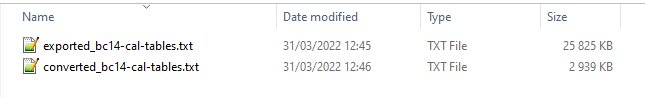 Name Date modified Type Size
exported_bc14-cal-tables.txt 31/03/2022 12:45 TXT File 25 825 KB
converted_bc14-cal-tables.txt 31/03/2022 12:46 TXT File 2 939 KB